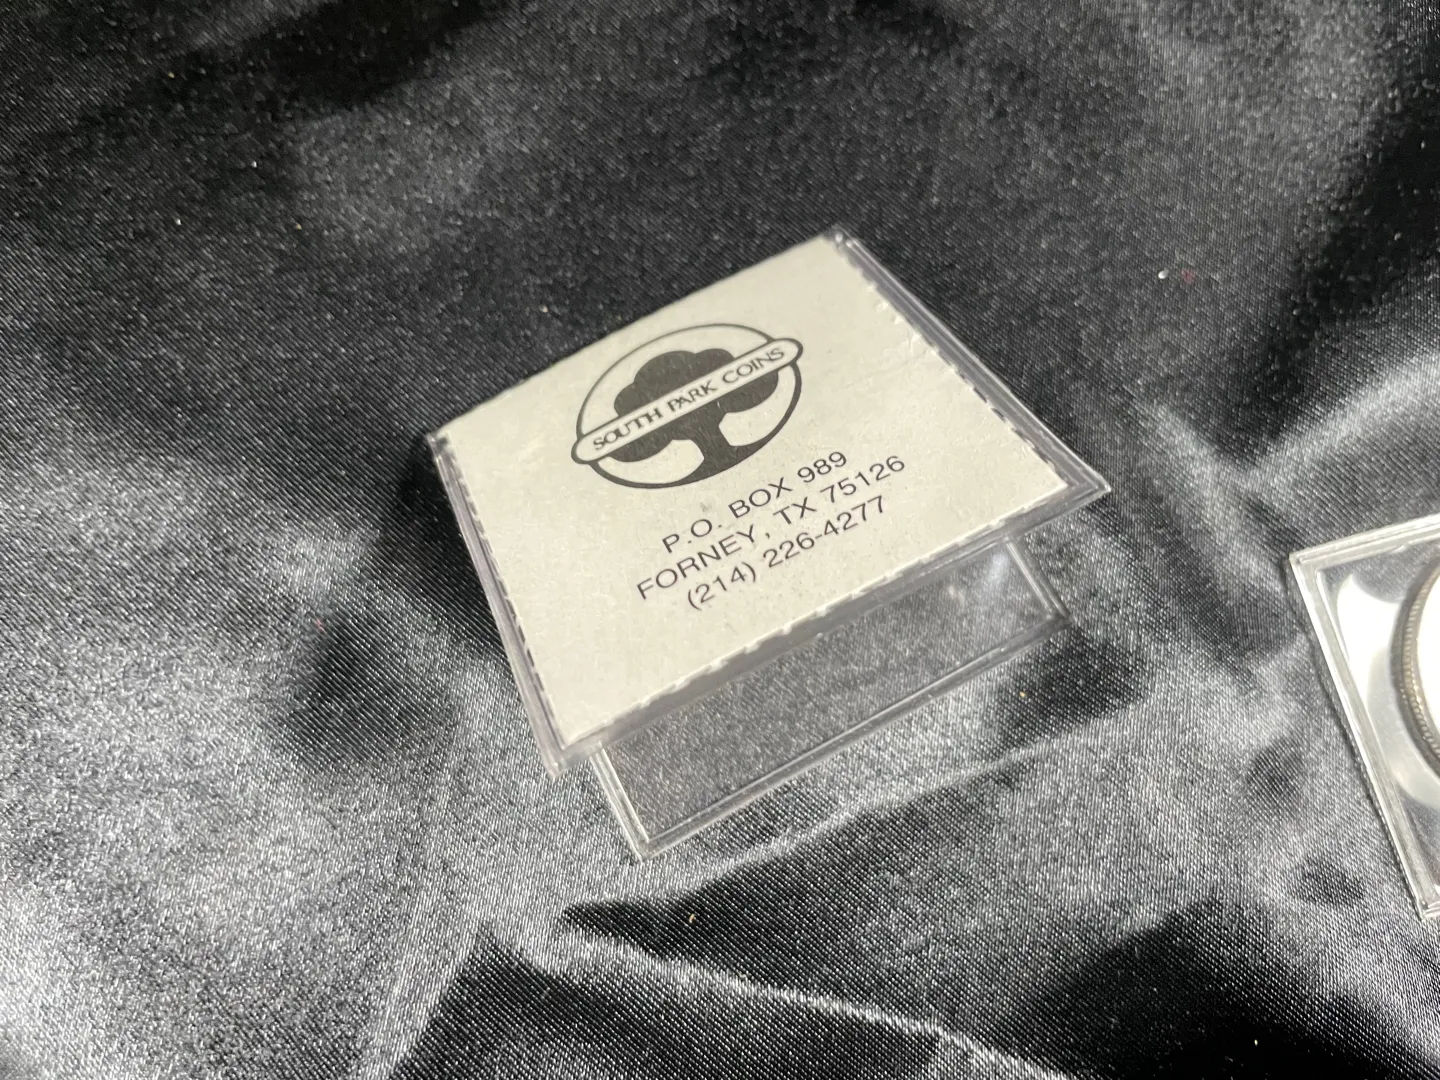 SOUTH PARK COINS
P.O. BOX 989
FORNEY, TX 75126
(214) 226-4277